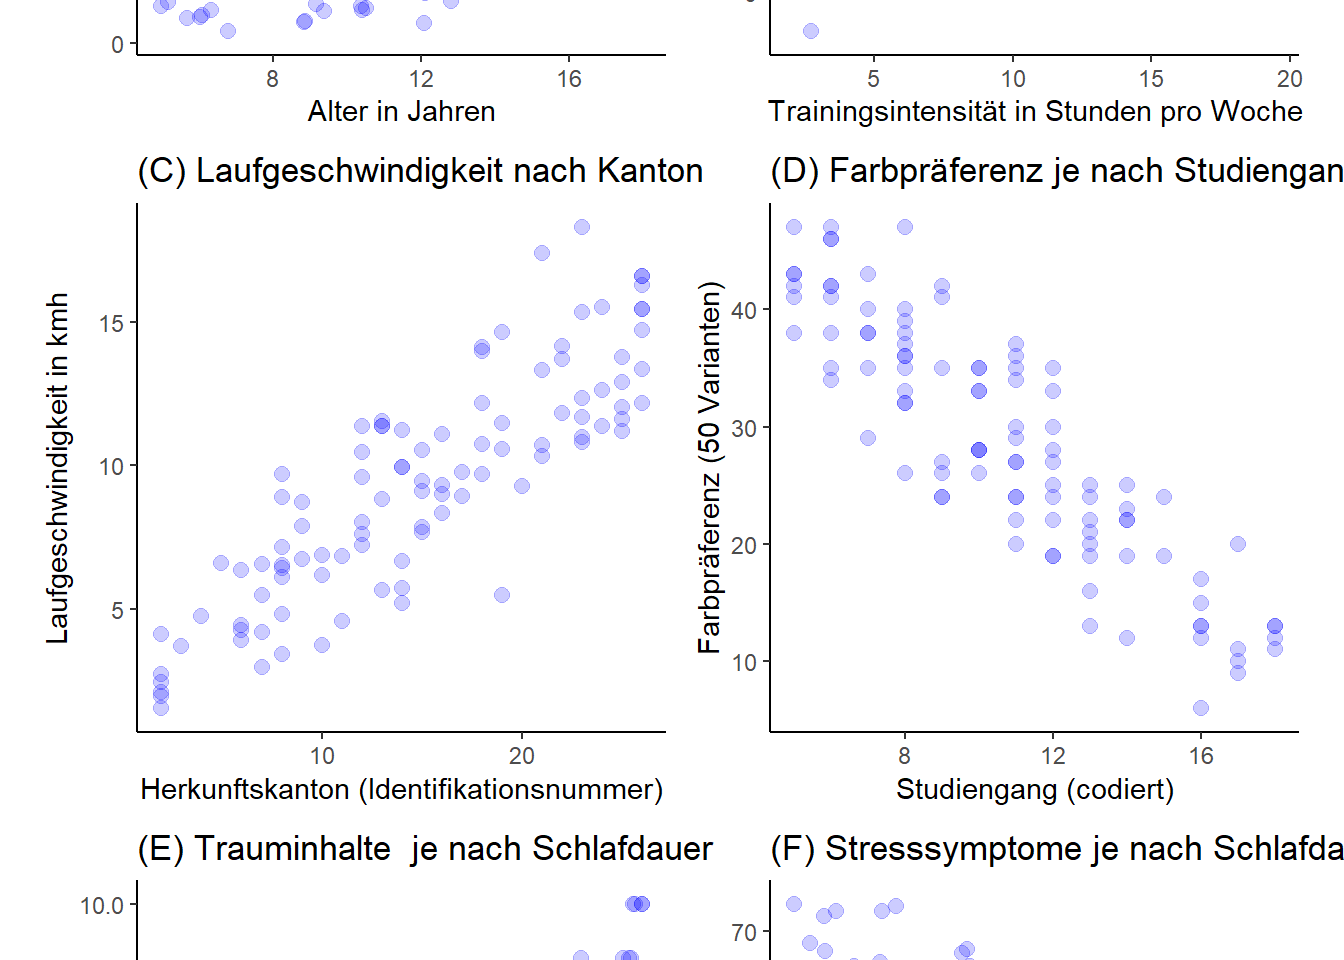 0
8 12 16
Alter in Jahren
5 10 15 20
Trainingsintensität in Stunden pro Woche
(C) Laufgeschwindigkeit nach Kanton
15
10
5
Laufgeschwindigkeit in kmh
10 20
Herkunftskanton (Identifikationsnummer)
(D) Farbpräferenz je nach Studiengan
40
30
20
10
Farbpräferenz (50 Varianten)
8 12 16
Studiengang (codiert)
(E) Trauminhalte  je nach Schlafdauer
10.0
(F) Stresssymptome je nach Schlafda
70